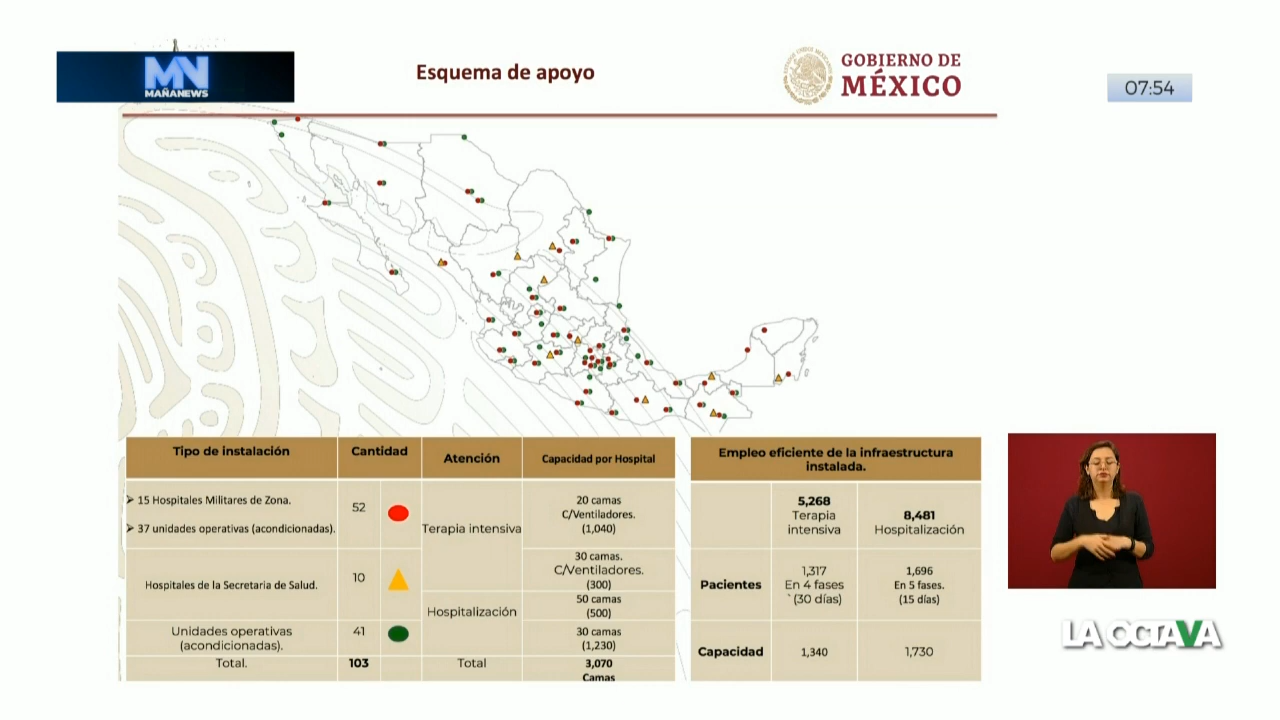 MN
MAÑANEWS
Esquema de apoyo
GOBIERNO DE
MÉXICO
07:54
Tipo de instalación
Cantidad
Atención
Capacidad por Hospital
➢ 15 Hospitales Militares de Zona.
➢ 37 unidades operativas (acondicionadas).
52
Terapia intensiva
20 camas
C/Ventiladores.
(1,040)
Hospitales de la Secretaria de Salud.
10
30 camas.
C/Ventiladores.
(300)
Hospitalización
50 camas
(500)
Unidades operativas
(acondicionadas).
41
30 camas
(1,230)
Total.
103
Total
3,070
Camas
Empleo eficiente de la infraestructura
instalada.
5,268
Terapia
intensiva
8,481
Hospitalización
Pacientes
1,317
En 4 fases
`(30 días)
1,696
En 5 fases.
(15 días)
Capacidad
1,340
1,730
LA OCTAVA